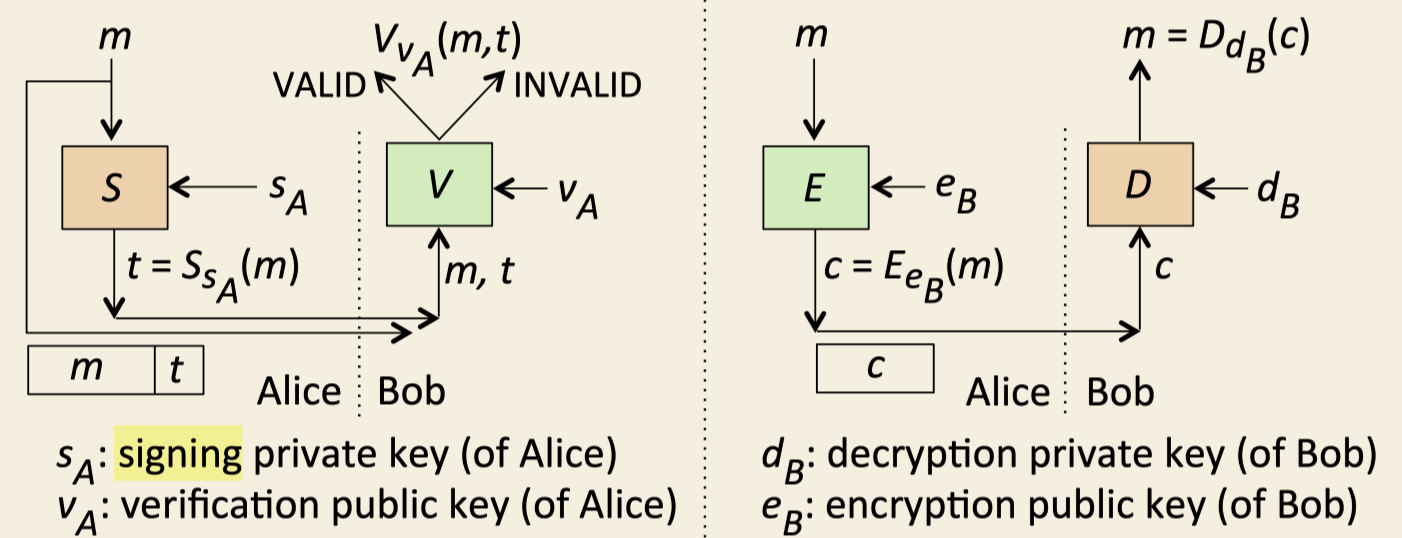 m
V_{v_A}(m,t)
VALID
INVALID
S
s_A
V
v_A
t = S_{s_A}(m)
m, t
m t
Alice Bob
s_A: signing private key (of Alice)
v_A: verification public key (of Alice)
m
m = D_{d_B}(c)
E
e_B
D
d_B
c = E_{e_B}(m)
c
c
Alice Bob
d_B: decryption private key (of Bob)
e_B: encryption public key (of Bob)